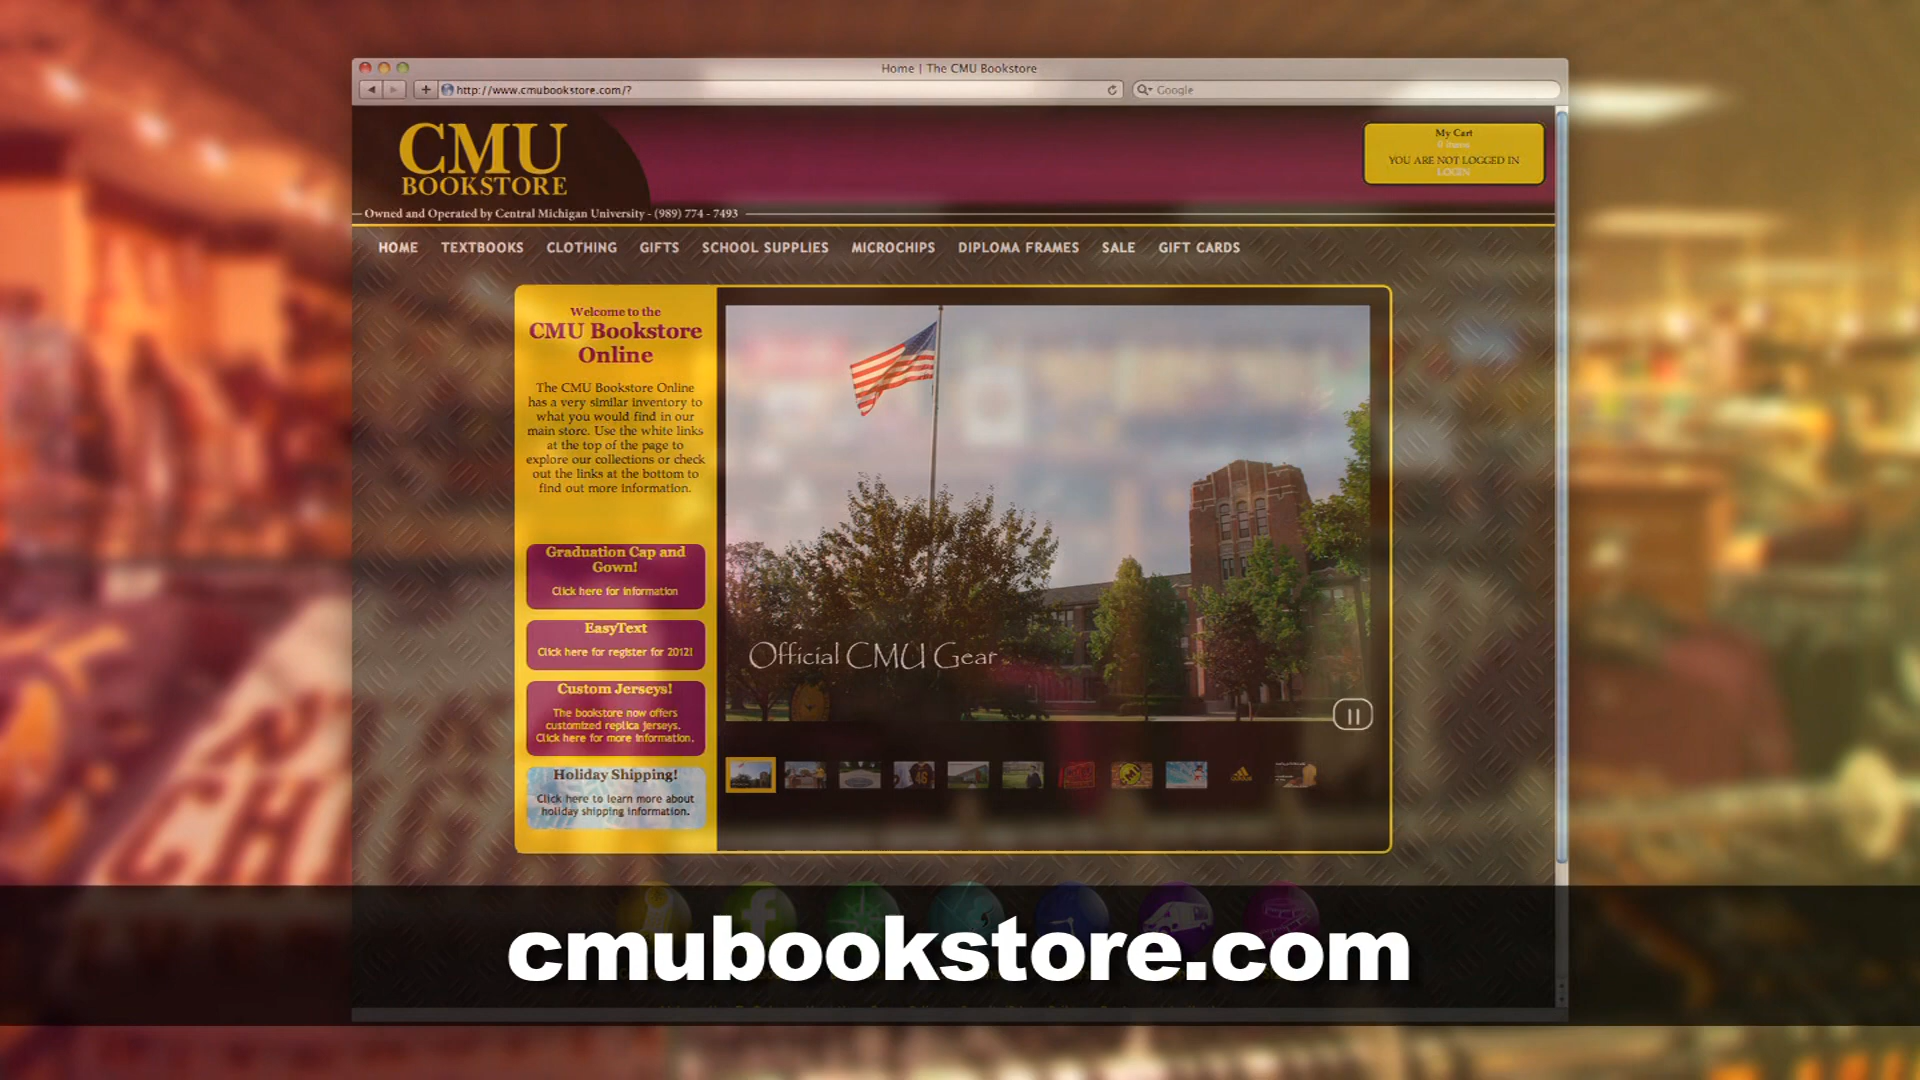 Home | The CMU Bookstore
http://www.cmubookstore.com/?
Google
CMU
BOOKSTORE
My Cart
0 items
YOU ARE NOT LOGGED IN
LOGIN
Owned and Operated by Central Michigan University - (989) 774 - 7493
HOME TEXTBOOKS CLOTHING GIFTS SCHOOL SUPPLIES MICROCHIPS DIPLOMA FRAMES SALE GIFT CARDS
Welcome to the
CMU Bookstore
Online
The CMU Bookstore Online
has a very similar inventory to
what you would find in our
main store. Use the white links
at the top of the page to
explore our collections or check
out the links at the bottom to
find out more information.
Graduation Cap and
Gown!
Click here for information
EasyText
Click here for register for 2012!
Custom Jerseys!
The bookstore now offers
customized replica jerseys.
Click here for more information.
Holiday Shipping!
Click here to learn more about
holiday shipping information.
Official CMU Gear
cmubookstore.com